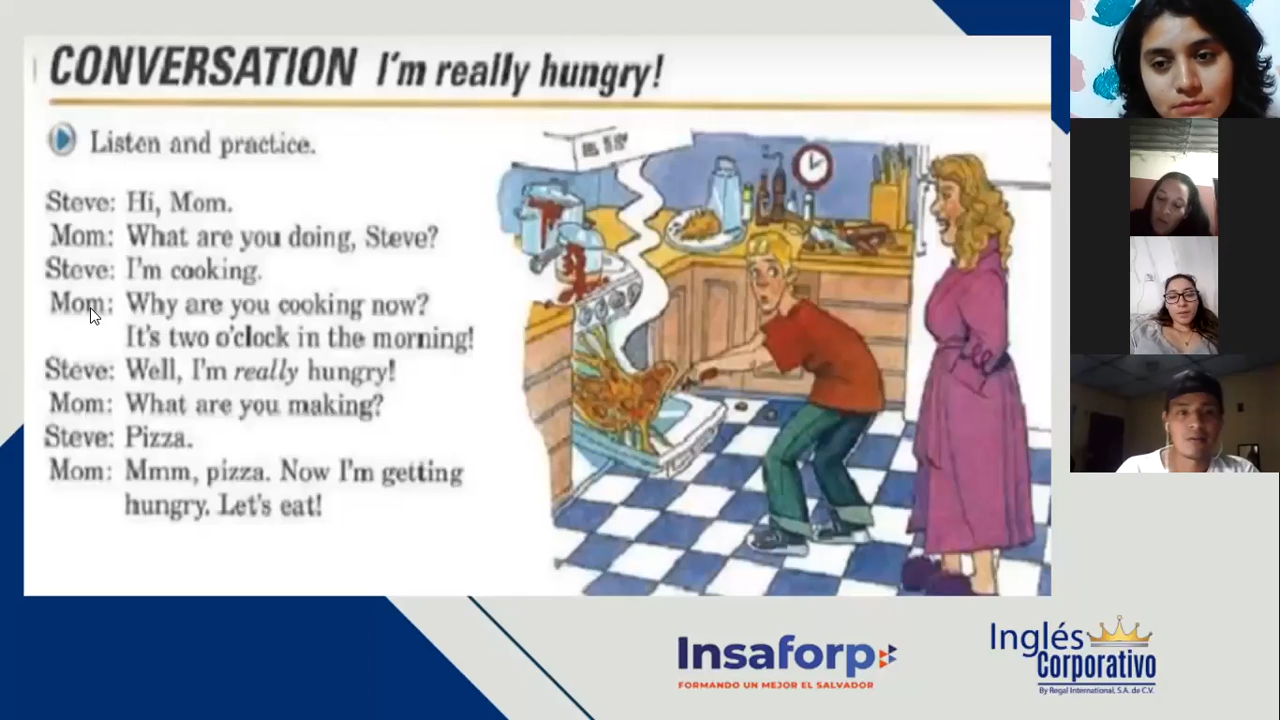 CONVERSATION I'm really hungry!
Listen and practice.
Steve: Hi, Mom.
Mom: What are you doing, Steve?
Steve: I'm cooking.
Mom: Why are you cooking now?
It's two o'clock in the morning!
Steve: Well, I'm really hungry!
Mom: What are you making?
Steve: Pizza.
Mom: Mmm, pizza. Now I'm getting
hungry. Let's eat!
Insaforp
FORMANDO UN MEJOR EL SALVADOR
Inglés
Corporativo
By Regal International, S.A. de C.V.